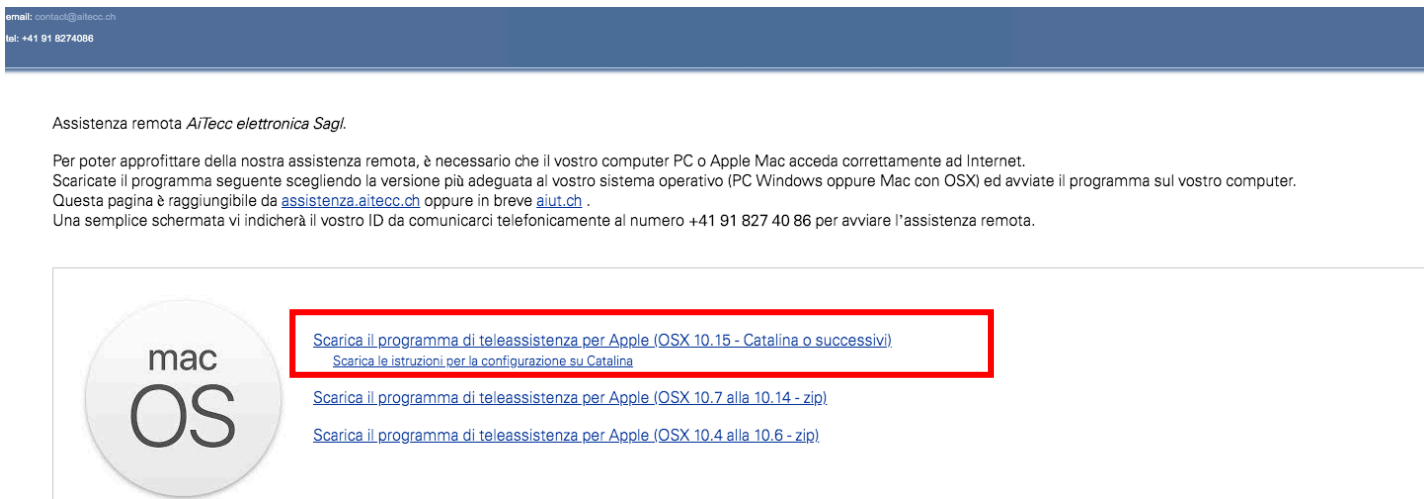 email: contact@aitecc.ch
tel: +41 91 8274086
Assistenza remota AiTecc elettronica Sagl.
Per poter approfittare della nostra assistenza remota, è necessario che il vostro computer PC o Apple Mac acceda correttamente ad Internet.
Scaricate il programma seguente scegliendo la versione più adeguata al vostro sistema operativo (PC Windows oppure Mac con OSX) ed avviate il programma sul vostro computer.
Questa pagina è raggiungibile da assistenza.aitecc.ch oppure in breve aiut.ch .
Una semplice schermata vi indicherà il vostro ID da comunicarci telefonicamente al numero +41 91 827 40 86 per avviare l'assistenza remota.
mac
OS
Scarica il programma di teleassistenza per Apple (OSX 10.15 - Catalina o successivi)
Scarica le istruzioni per la configurazione su Catalina
Scarica il programma di teleassistenza per Apple (OSX 10.7 alla 10.14 - zip)
Scarica il programma di teleassistenza per Apple (OSX 10.4 alla 10.6 - zip)